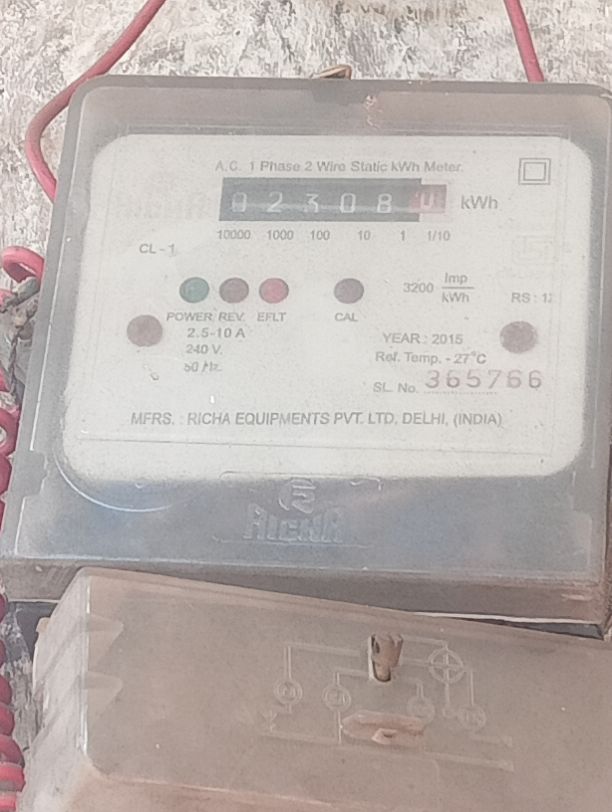 A.C. 1 Phase 2 Wire Static kWh Meter.
0 2 3 0 8 kWh
10000 1000 100 10 1 1/10
CL - 1
3200 Imp/kWh
RS : 12
POWER REV. EFLT CAL
2.5-10 A
YEAR : 2015
240 V.
Ref. Temp. - 27°C
50 Hz.
SL. No. 365766
MFRS. : RICHA EQUIPMENTS PVT. LTD, DELHI, (INDIA)
RICHA